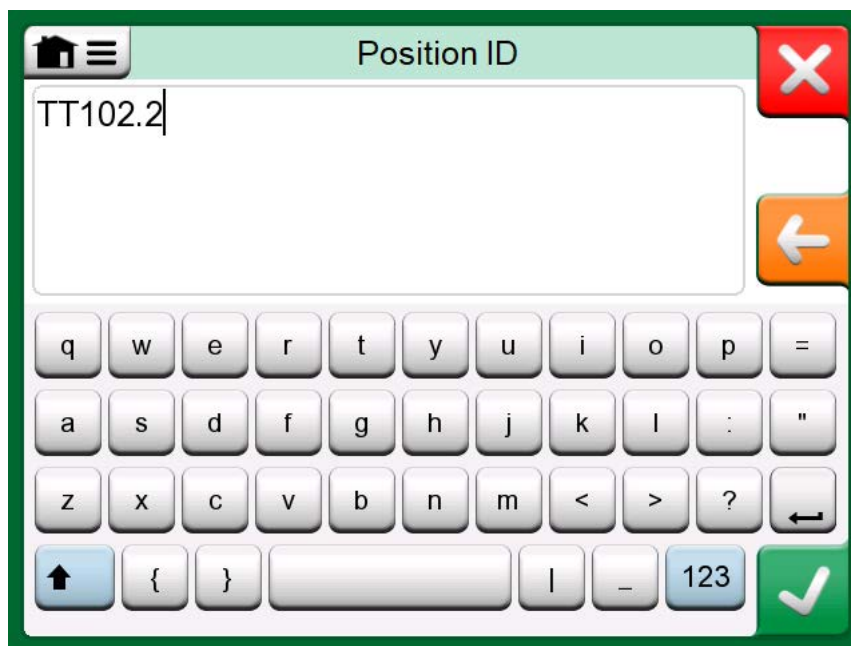 Position ID
TT102.2
q w e r t y u i o p =
a s d f g h j k l : "
z x c v b n m < > ?
{ } | _ 123